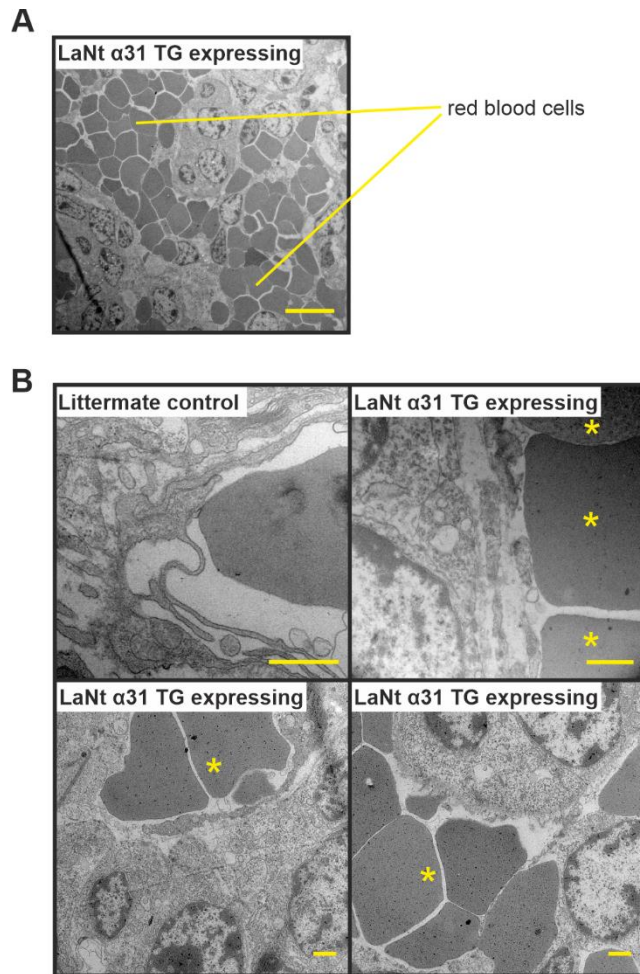 A
LaNt α31 TG expressing
red blood cells
B
Littermate control
LaNt α31 TG expressing
*
*
*
LaNt α31 TG expressing
LaNt α31 TG expressing
*
*